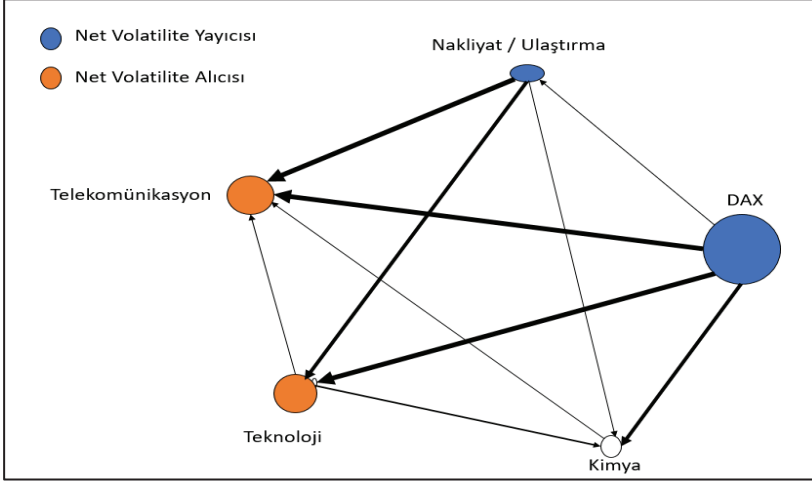 Net Volatilite Yayıcısı
Net Volatilite Alıcısı
Nakliyat / Ulaştırma
Telekomünikasyon
DAX
Teknoloji
Kimya